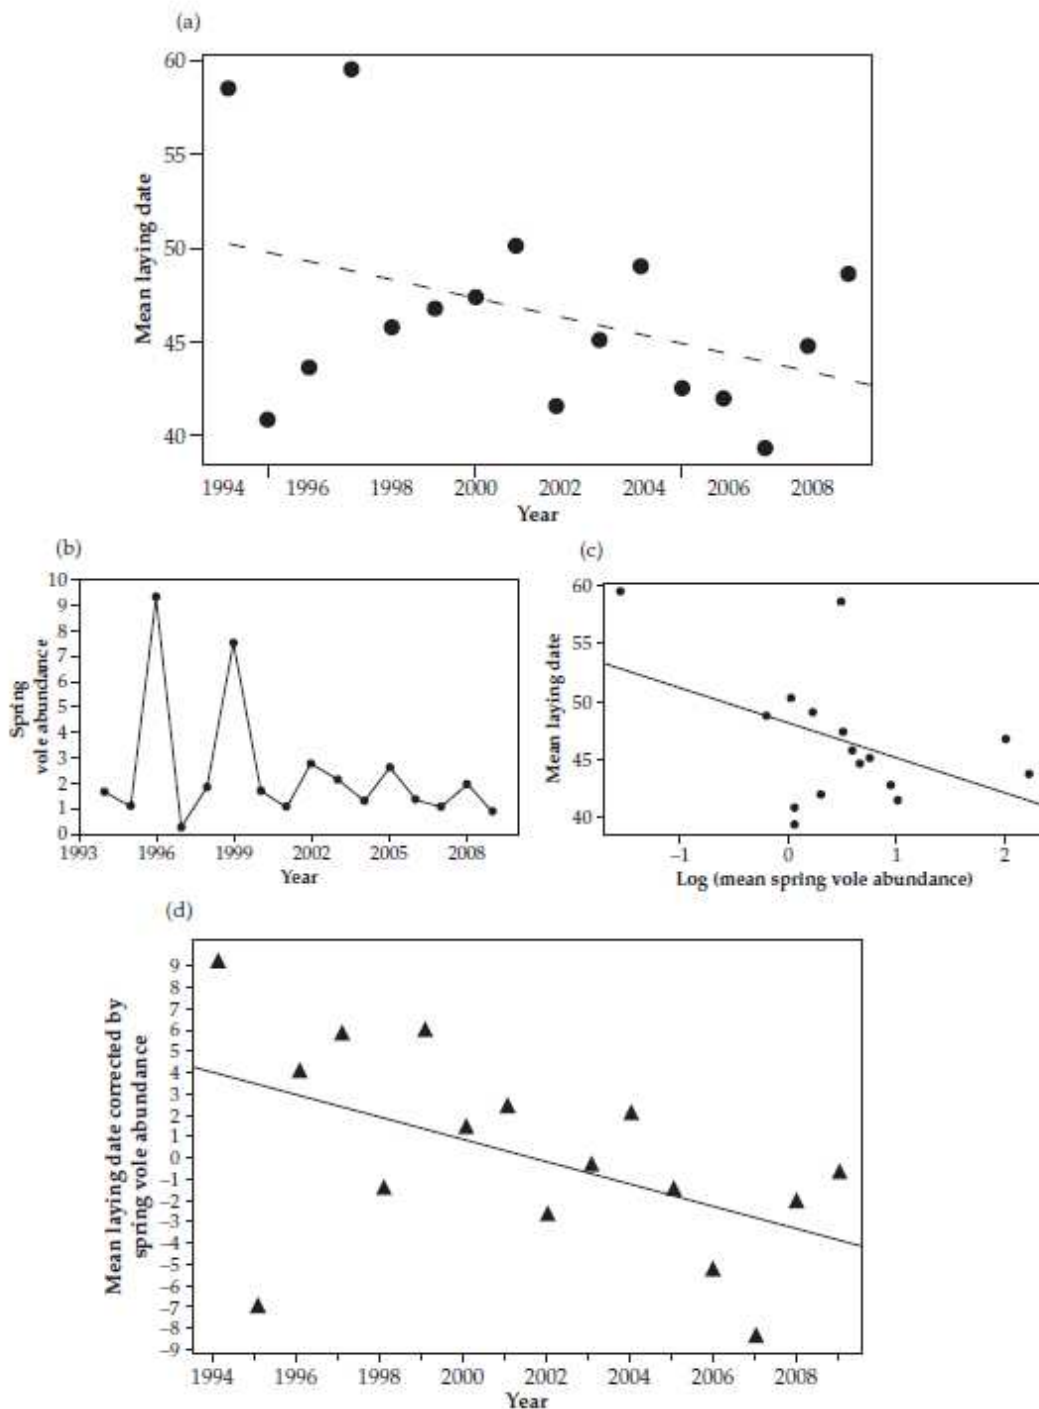 (a)
Mean laying date
60
55
50
45
40
1994 1996 1998 2000 2002 2004 2006 2008
Year
(b)
Spring
vole abundance
10
9
8
7
6
5
4
3
2
1
0
1993 1996 1999 2002 2005 2008
Year
(c)
Mean laying date
60
55
50
45
40
–1 0 1 2
Log (mean spring vole abundance)
(d)
Mean laying date corrected by
spring vole abundance
9
8
7
6
5
4
3
2
1
0
–1
–2
–3
–4
–5
–6
–7
–8
–9
1994 1996 1998 2000 2002 2004 2006 2008
Year